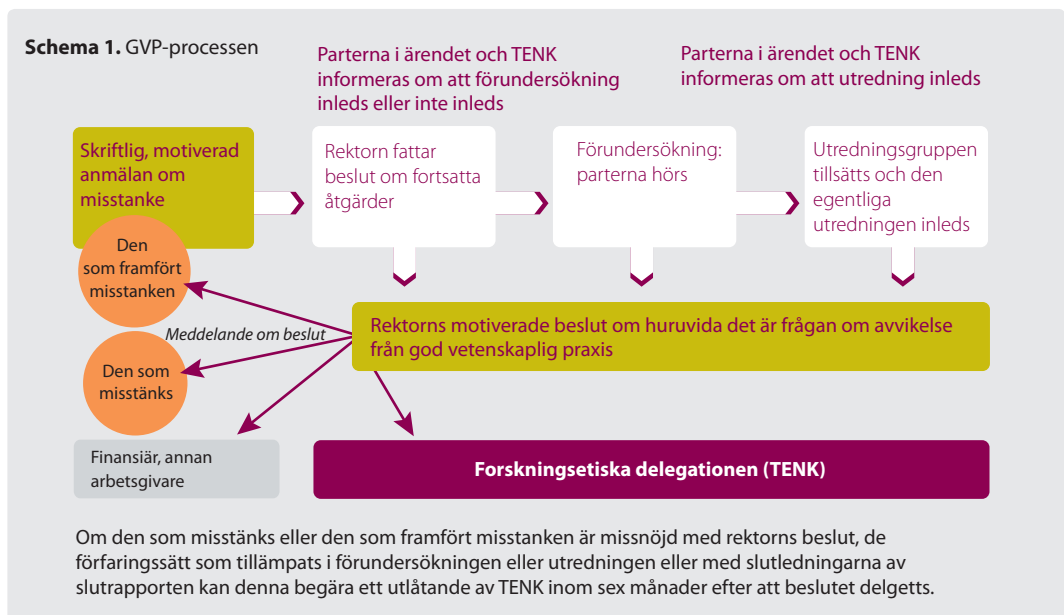 Schema 1. GVP-processen
Parterna i ärendet och TENK
informeras om att förundersökning
inleds eller inte inleds
Parterna i ärendet och TENK
informeras om att utredning inleds
Skriftlig, motiverad
anmälan om
misstanke
Rektorn fattar
beslut om fortsatta
åtgärder
Förundersökning:
parterna hörs
Utredningsgruppen
tillsätts och den
egentliga
utredningen inleds
Den
som framfört
misstanken
Meddelande om beslut
Den som
misstänks
Rektorns motiverade beslut om huruvida det är frågan om avvikelse
från god vetenskaplig praxis
Finansiär, annan
arbetsgivare
Forskningsetiska delegationen (TENK)
Om den som misstänks eller den som framfört misstanken är missnöjd med rektorns beslut, de
förfaringssätt som tillämpats i förundersökningen eller utredningen eller med slutledningarna av
slutrapporten kan denna begära ett utlåtande av TENK inom sex månader efter att beslutet delgetts.